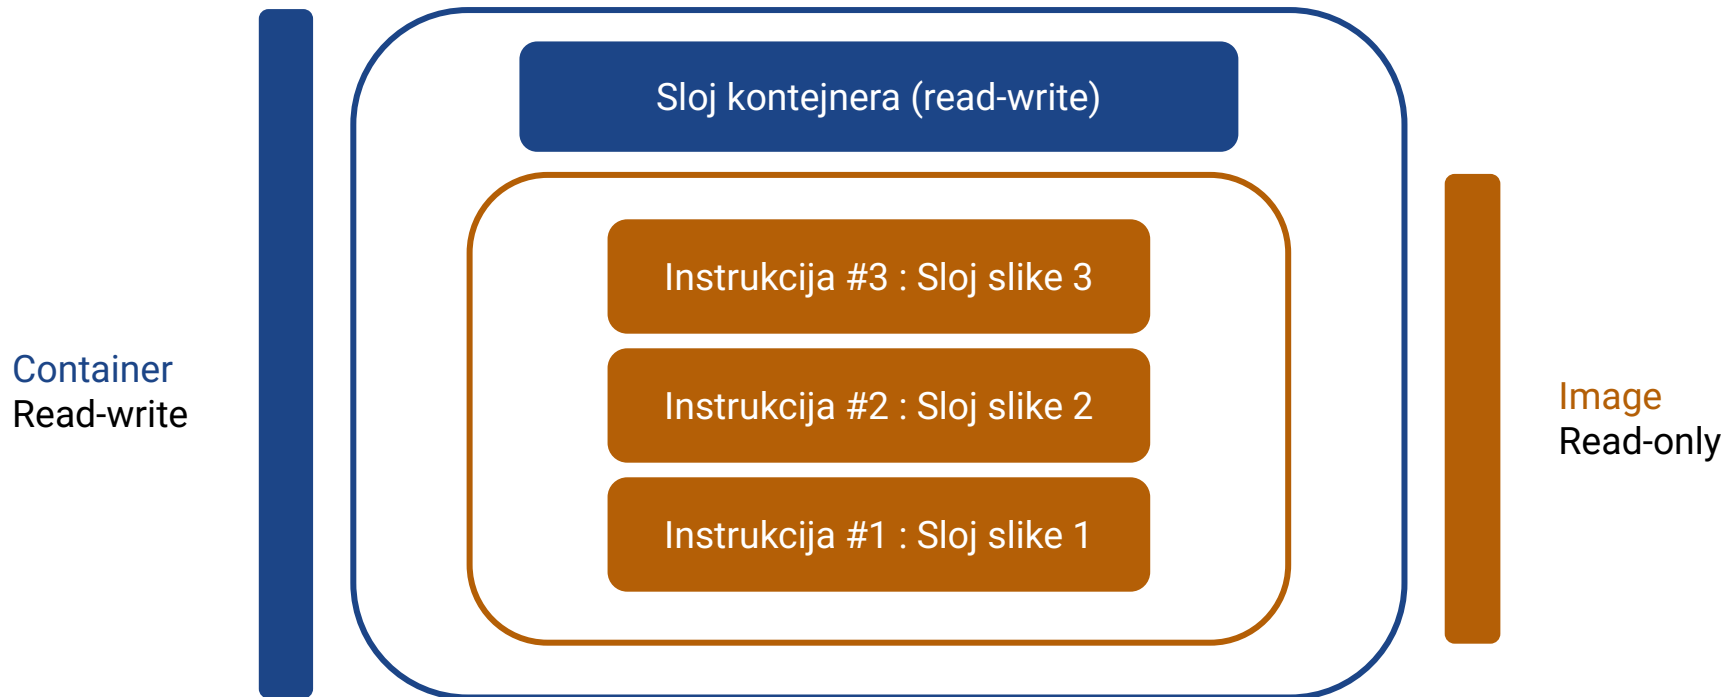 Sloj kontejnera (read-write)
Instrukcija #3 : Sloj slike 3
Instrukcija #2 : Sloj slike 2
Instrukcija #1 : Sloj slike 1
Container
Read-write
Image
Read-only